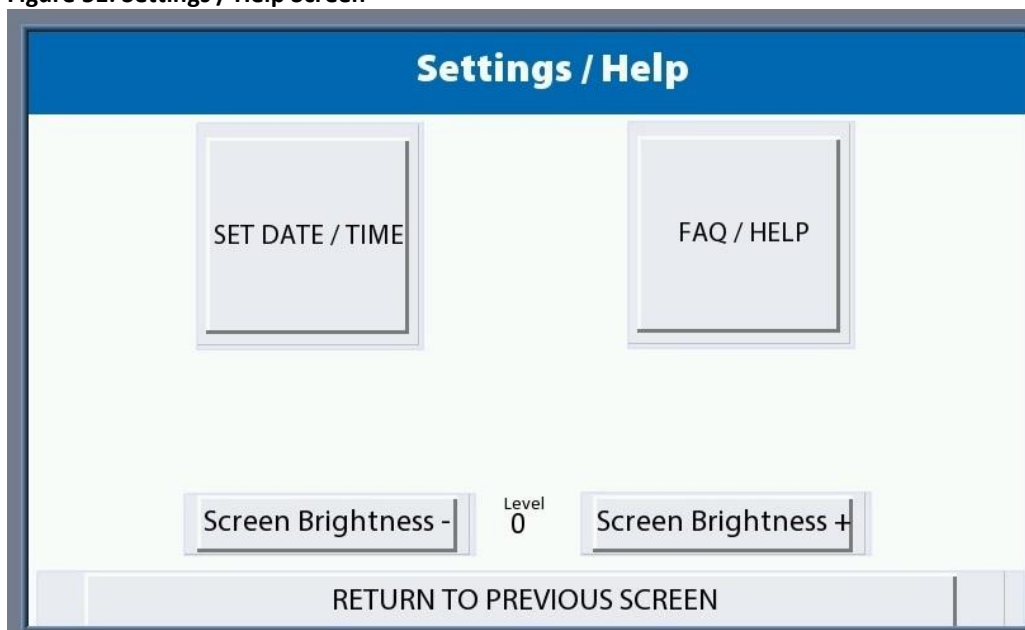 Settings / Help
SET DATE / TIME
FAQ / HELP
Screen Brightness -
Level
0
Screen Brightness +
RETURN TO PREVIOUS SCREEN